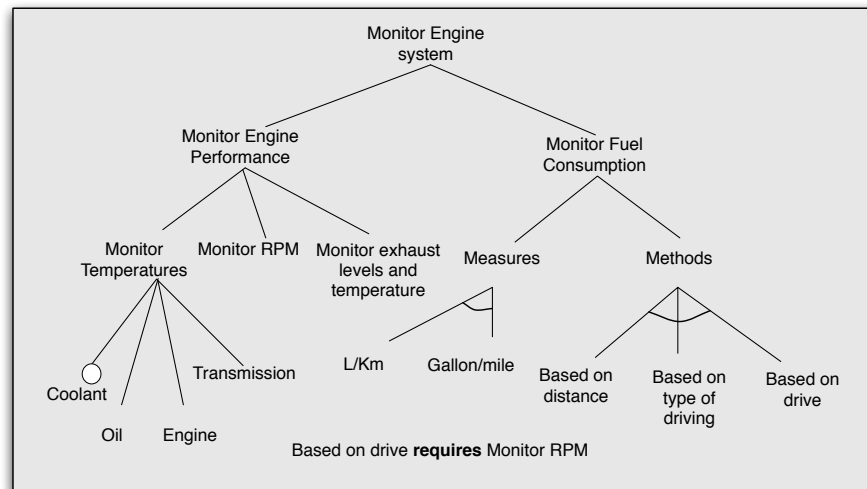 Monitor Engine
system
Monitor Engine
Performance
Monitor Fuel
Consumption
Monitor
Temperatures
Monitor RPM
Monitor exhaust
levels and
temperature
Measures
Methods
Coolant
Oil
Engine
Transmission
L/Km
Gallon/mile
Based on
distance
Based on
type of
driving
Based on
drive
Based on drive requires Monitor RPM